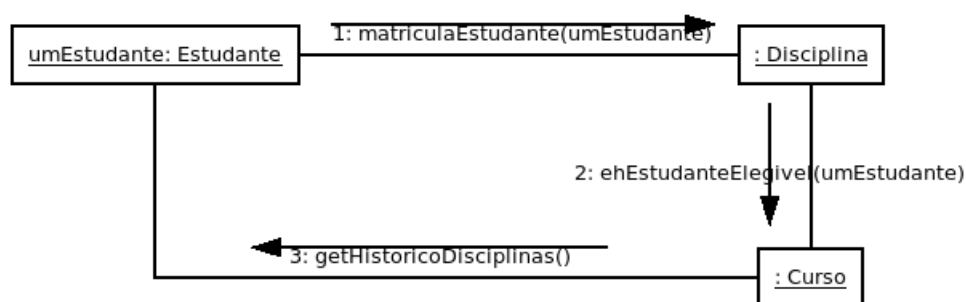 1: matriculaEstudante(umEstudante)
umEstudante: Estudante
: Disciplina
2: ehEstudanteElegivel(umEstudante)
3: getHistoricoDisciplinas()
: Curso